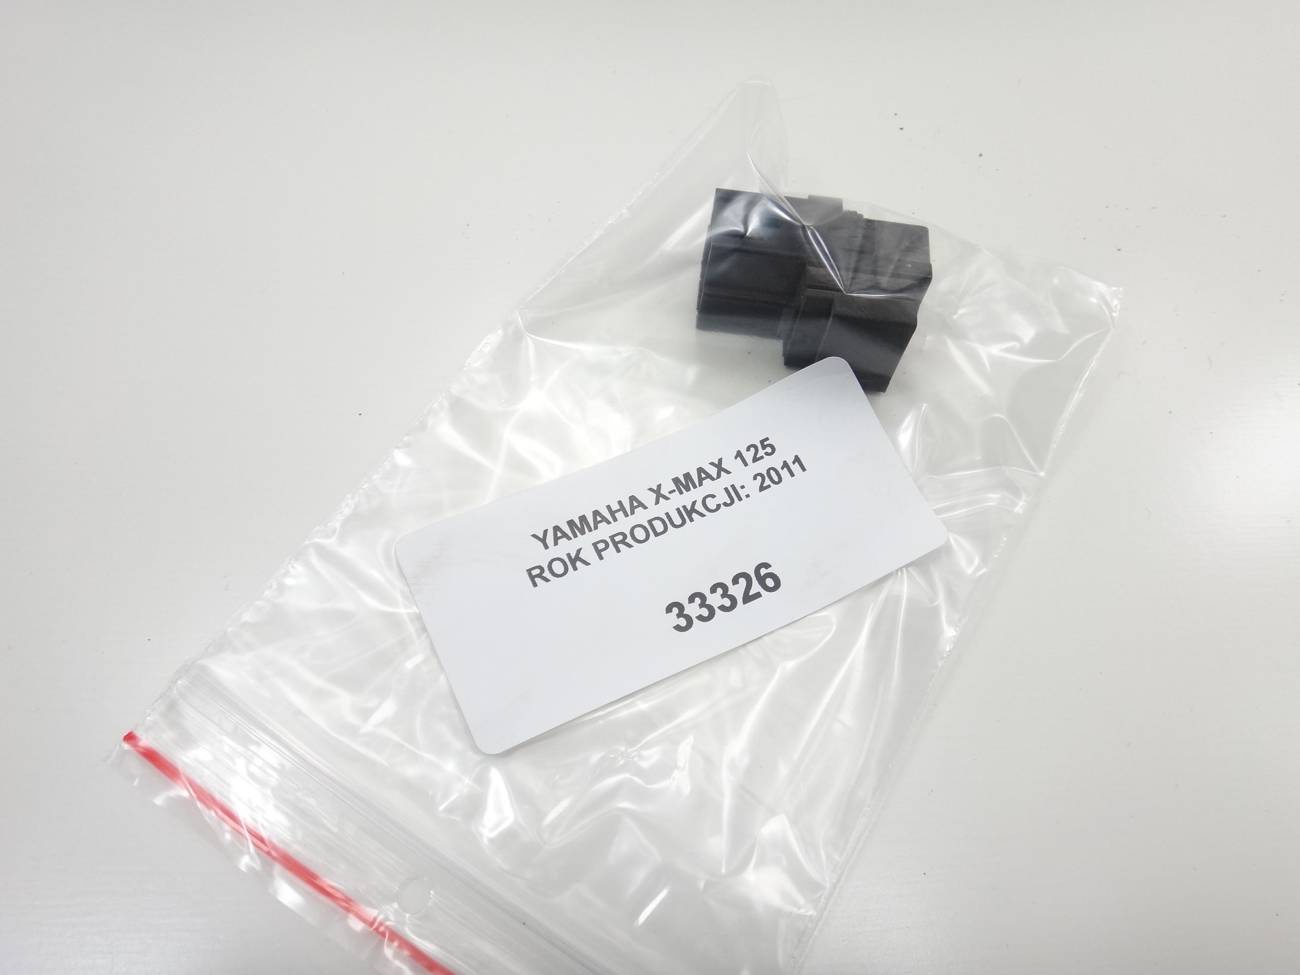 YAMAHA X-MAX 125
ROK PRODUKCJI: 2011
33326